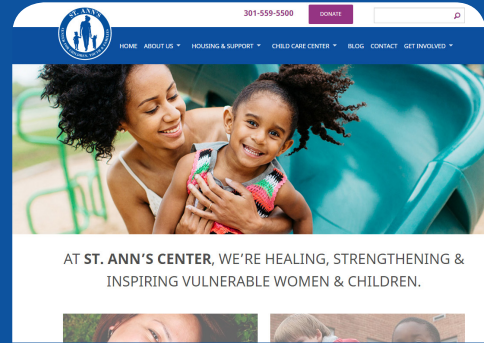 301-559-5500
DONATE
ST. ANN'S
HOME ABOUT US HOUSING & SUPPORT CHILD CARE CENTER BLOG CONTACT GET INVOLVED
AT ST. ANN'S CENTER, WE'RE HEALING, STRENGTHENING &
INSPIRING VULNERABLE WOMEN & CHILDREN.